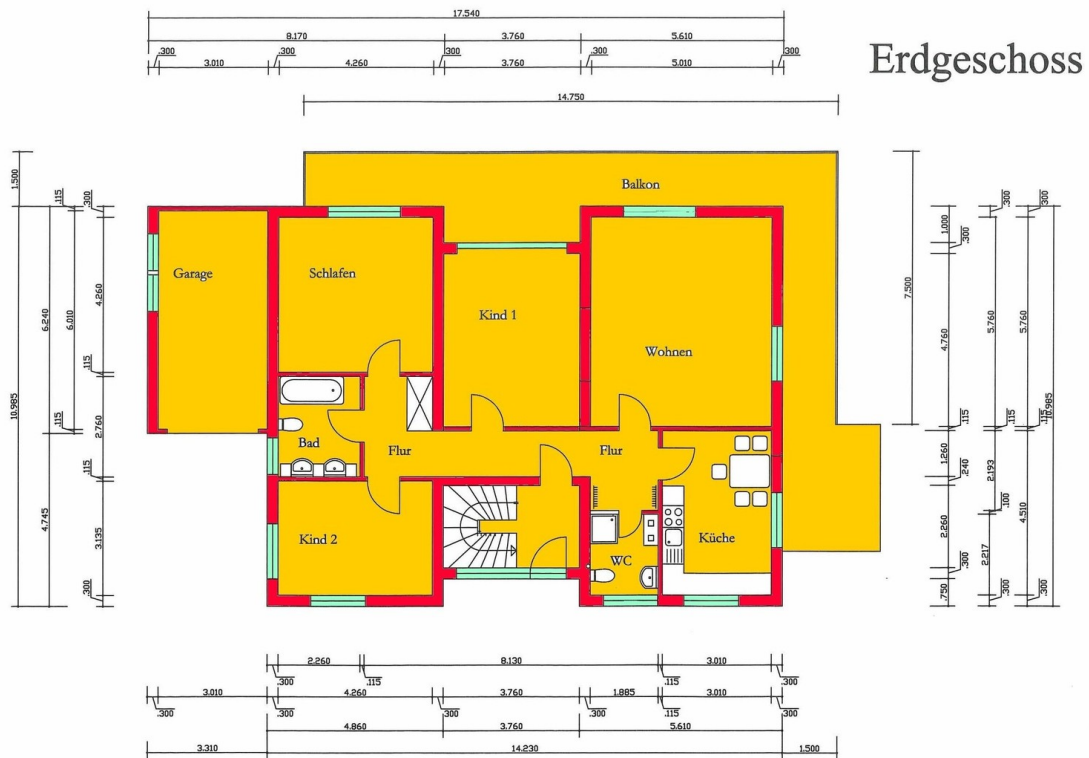 Erdgeschoss
17.540
8.170 3.760 5.610
.300 .300 .300 .300 .300
3.010 4.260 3.760 5.010
14.750
Balkon
Garage
Schlafen
Kind 1
Wohnen
Bad
Flur
Flur
Kind 2
WC
Küche
1.500
10.985
6.240
4.745
.115
6.010
.115
.300
4.260
.115
2.760
.115
3.135
.300
7.500
1.000
.300
4.760
.115
1.260
.240
2.260
.300
.750
.300
5.760
.115
2.193
.100
2.217
.300
.300
5.760
.115
4.510
.300
10.985
2.260 8.130 3.010
.300 .115 .115 .300
3.010 4.260 3.760 1.885 3.010
.300 .300 .300 .300 .115 .300
4.860 3.760 5.610
3.310 14.230 1.500